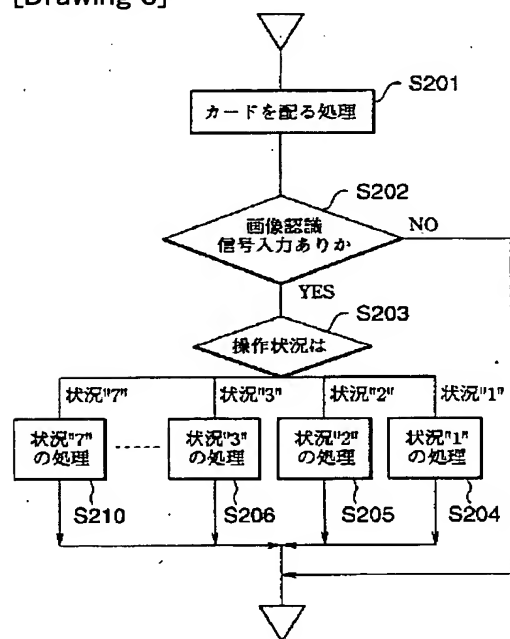 S201
カードを配る処理
S202
画像認識
信号入力ありか
NO
YES
S203
操作状況は
状況"7"
状況"3"
状況"2"
状況"1"
状況"7"
の処理
状況"3"
の処理
状況"2"
の処理
状況"1"
の処理
S210
S206
S205
S204